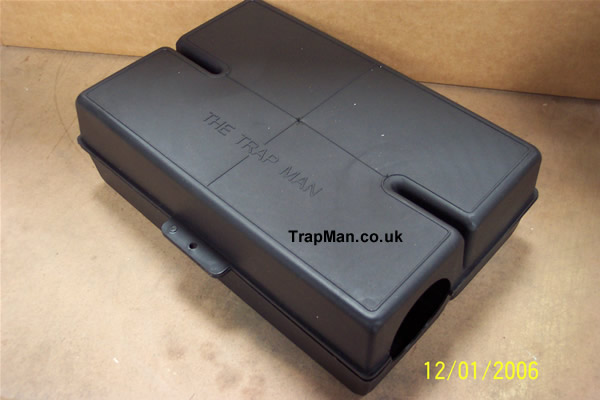 THE TRAP MAN
TrapMan.co.uk
12/01/2006